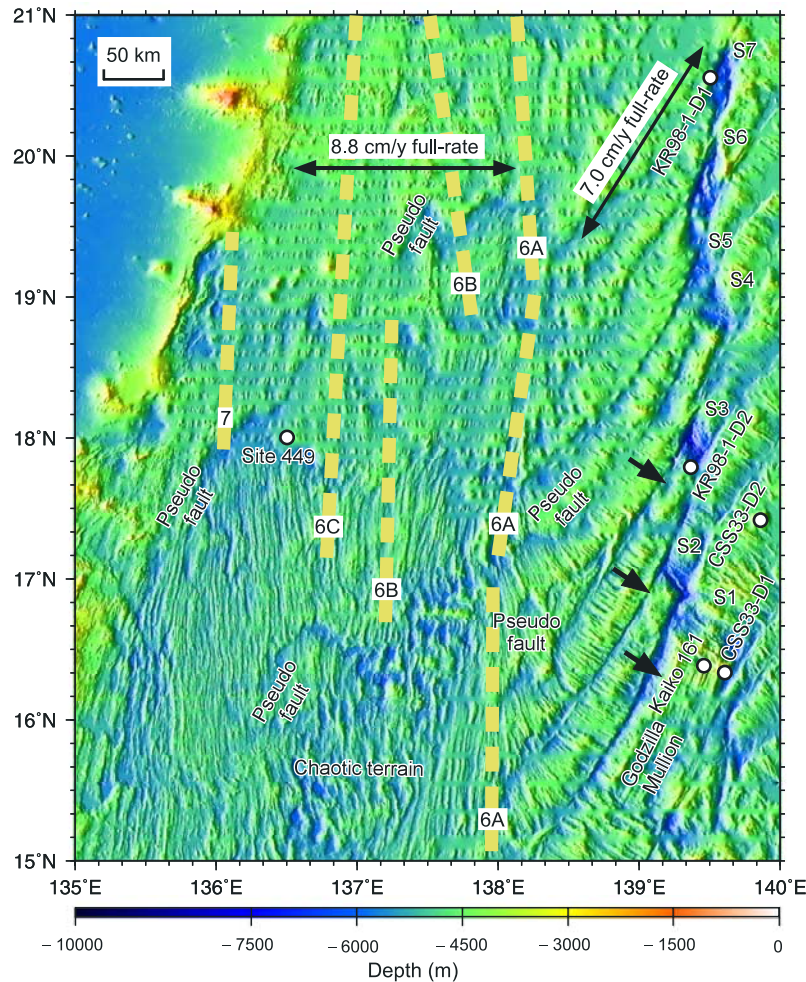 21˚N
20˚N
19˚N
18˚N
17˚N
16˚N
15˚N
50 km
8.8 cm/y full-rate
7.0 cm/y full-rate
KR98-1-D1
S7
S6
S5
S4
Pseudo
fault
6A
6B
7
Site 449
Pseudo
fault
6C
6B
6A
Pseudo
fault
S3
KR98-1-D2
CSS33-D2
S2
S1
CSS33-D1
Pseudo
fault
Kaiko 161
Pseudo
fault
Godzilla
Mullion
Chaotic terrain
6A
135˚E
136˚E
137˚E
138˚E
139˚E
140˚E
− 10000
− 7500
− 6000
− 4500
− 3000
− 1500
0
Depth (m)